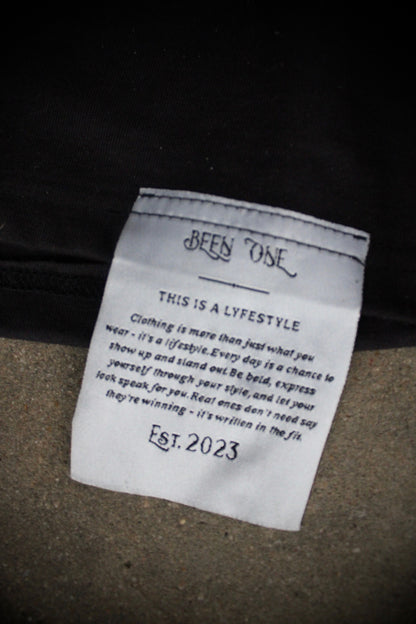 BEEN ONE
THIS IS A LYFESTYLE
Clothing is more than just what you
wear - it's a lifestyle. Every day is a chance to
show up and stand out. Be bold, express
yourself through your style, and let your
look speak for you. Real ones don't need say
they're winning - it's written in the fit.
EST. 2023